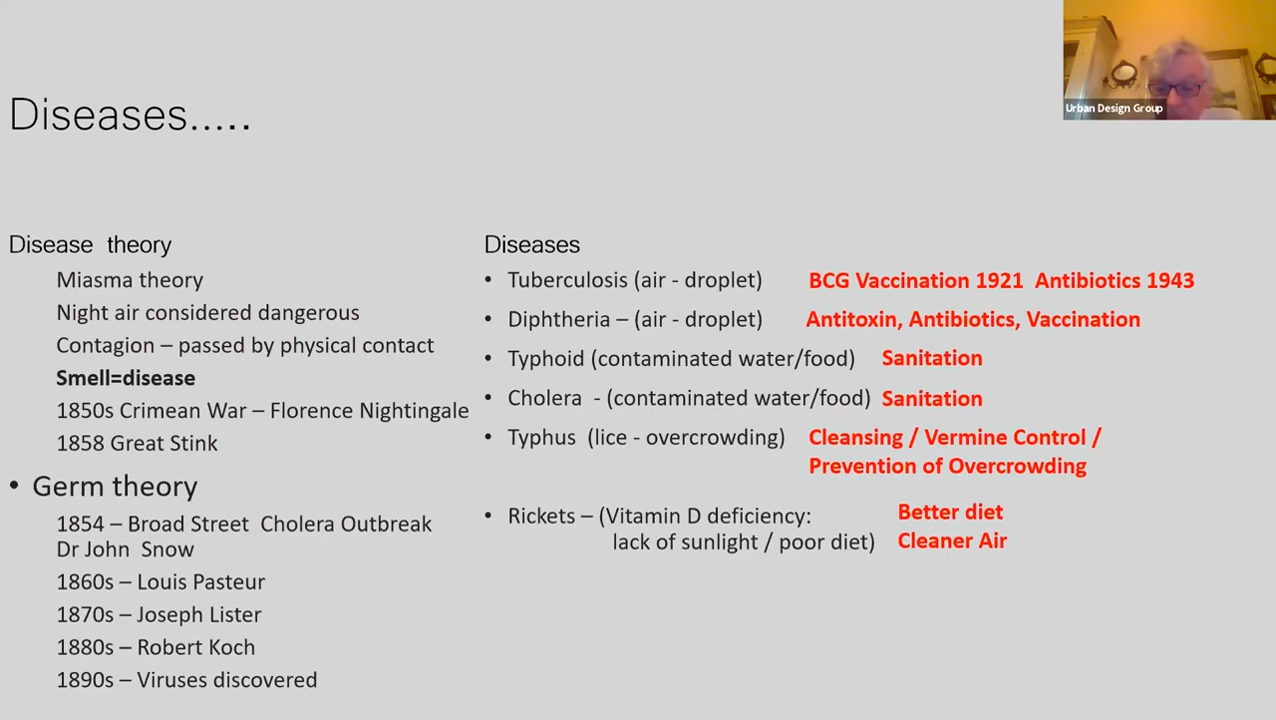 Urban Design Group
Diseases.....
Disease theory
Miasma theory
Night air considered dangerous
Contagion – passed by physical contact
Smell=disease
1850s Crimean War – Florence Nightingale
1858 Great Stink
• Germ theory
1854 – Broad Street Cholera Outbreak
Dr John Snow
1860s – Louis Pasteur
1870s – Joseph Lister
1880s – Robert Koch
1890s – Viruses discovered
Diseases
• Tuberculosis (air - droplet) BCG Vaccination 1921 Antibiotics 1943
• Diphtheria – (air - droplet) Antitoxin, Antibiotics, Vaccination
• Typhoid (contaminated water/food) Sanitation
• Cholera - (contaminated water/food) Sanitation
• Typhus (lice - overcrowding) Cleansing / Vermine Control /
Prevention of Overcrowding
• Rickets – (Vitamin D deficiency: Better diet
lack of sunlight / poor diet) Cleaner Air